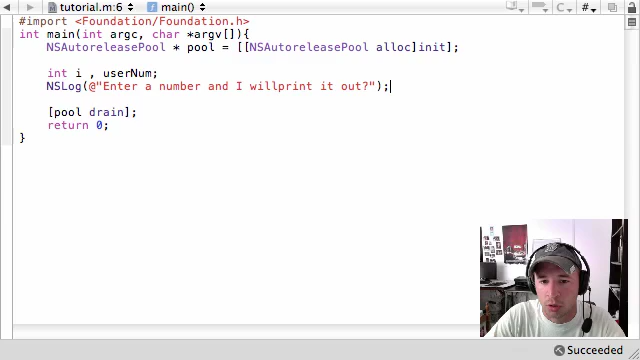 tutorial.m:6 main() C #
#import <Foundation/Foundation.h>
int main(int argc, char *argv[]){
NSAutoreleasePool * pool = [[NSAutoreleasePool alloc]init];
int i , userNum;
NSLog(@"Enter a number and I willprint it out?");
[pool drain];
return 0;
}
Succeeded